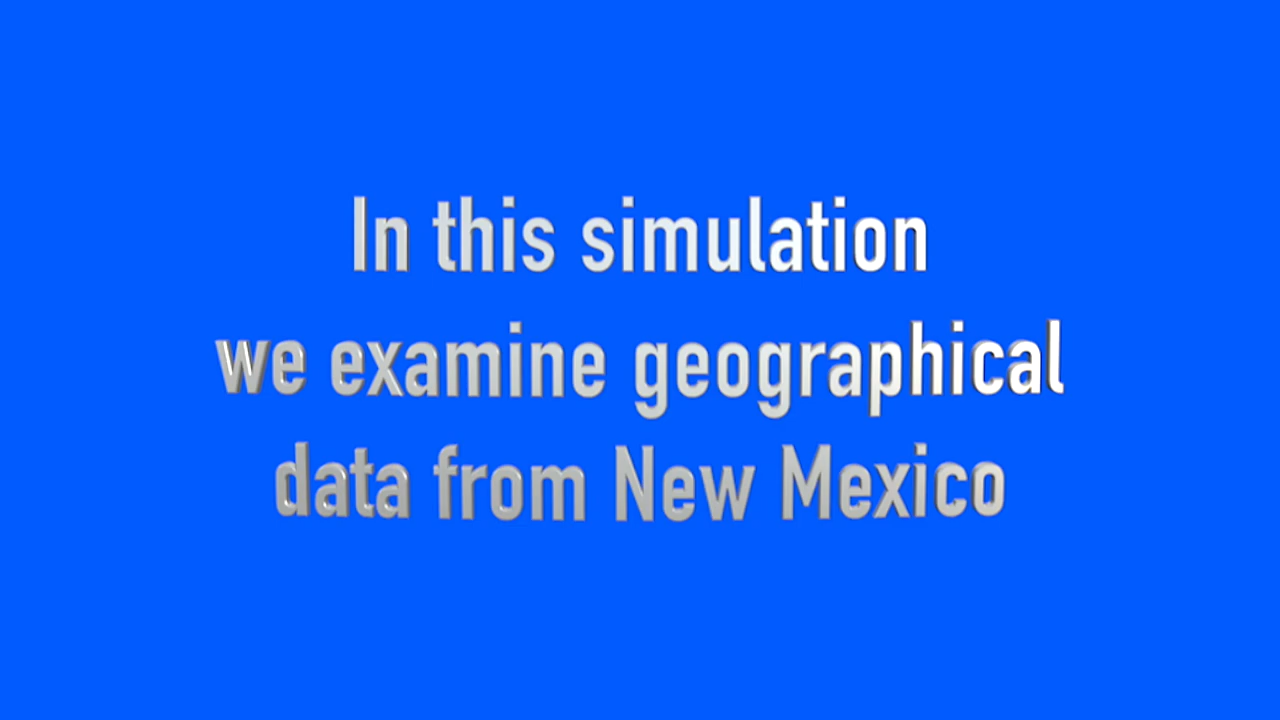 In this simulation
we examine geographical
data from New Mexico